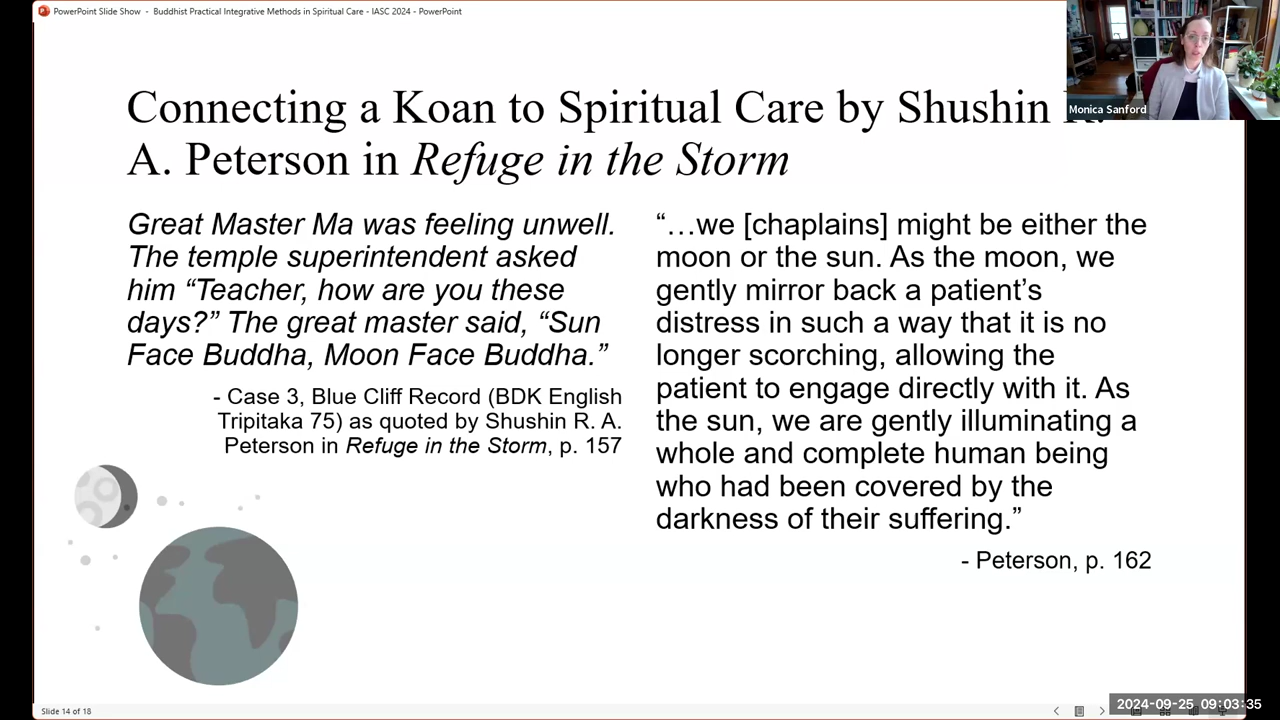 PowerPoint Slide Show - Buddhist Practical Integrative Methods in Spiritual Care - IASC 2024 - PowerPoint
Monica Sanford
Connecting a Koan to Spiritual Care by Shushin R.
A. Peterson in Refuge in the Storm
Great Master Ma was feeling unwell.
The temple superintendent asked
him “Teacher, how are you these
days?” The great master said, “Sun
Face Buddha, Moon Face Buddha.”
- Case 3, Blue Cliff Record (BDK English
Tripitaka 75) as quoted by Shushin R. A.
Peterson in Refuge in the Storm, p. 157
“…we [chaplains] might be either the
moon or the sun. As the moon, we
gently mirror back a patient’s
distress in such a way that it is no
longer scorching, allowing the
patient to engage directly with it. As
the sun, we are gently illuminating a
whole and complete human being
who had been covered by the
darkness of their suffering.”
- Peterson, p. 162
Slide 14 of 18
2024-09-25 09:03:35